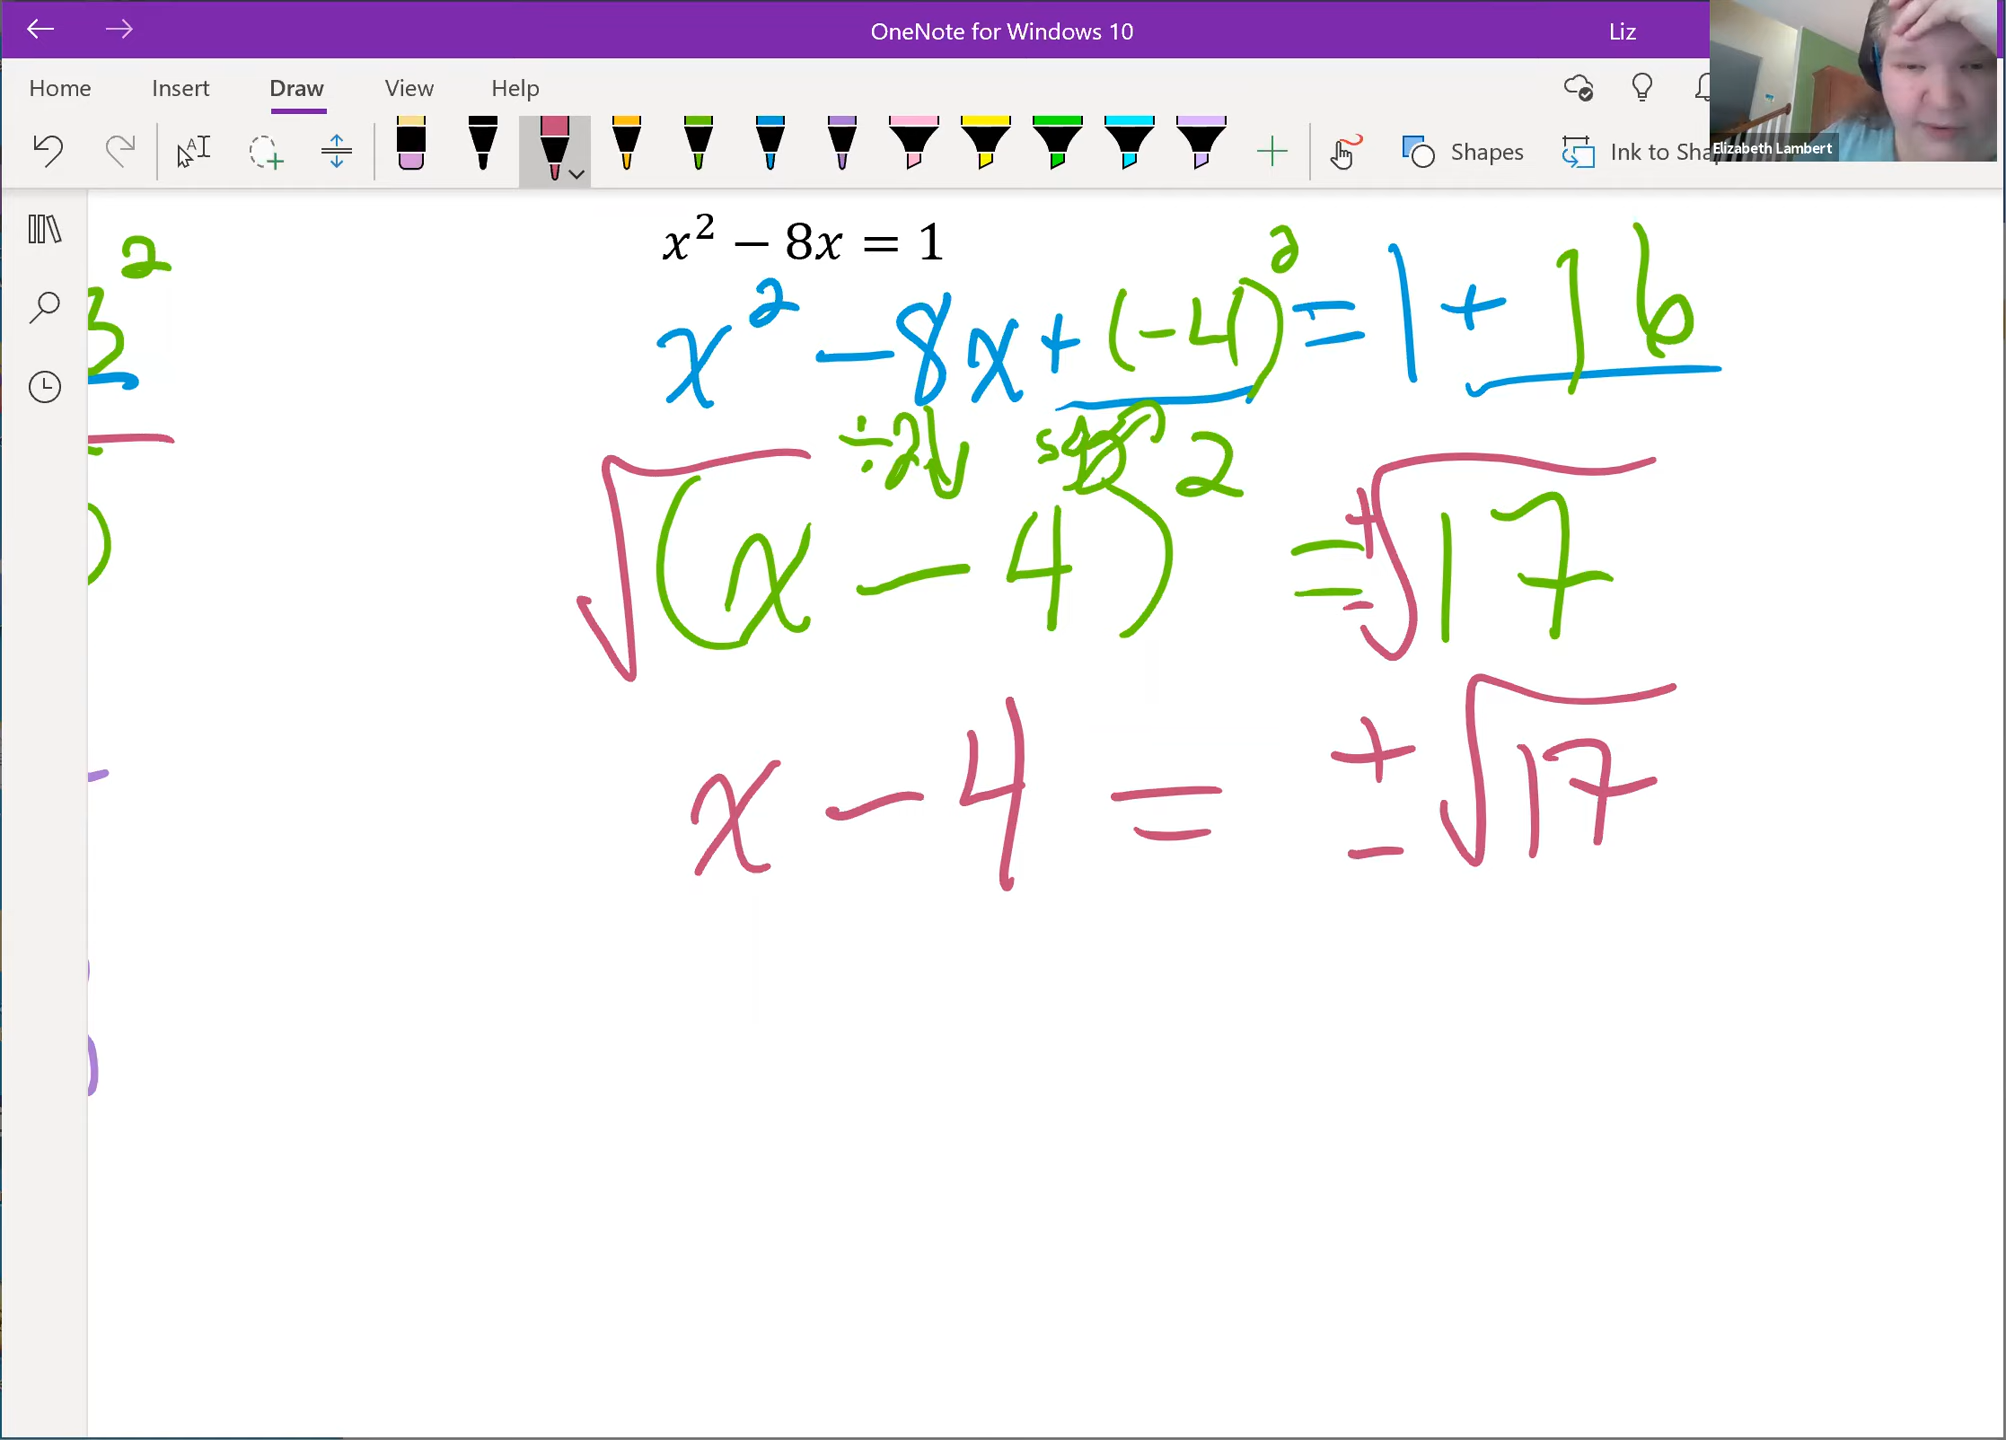 OneNote for Windows 10
Liz
Home Insert Draw View Help
Shapes Ink to Sha
Elizabeth Lambert
x² − 8x = 1
2
3
x² − 8x + (−4)² = 1 + 16
÷2
√(x − 4)² = ±√17
x − 4 = ±√17